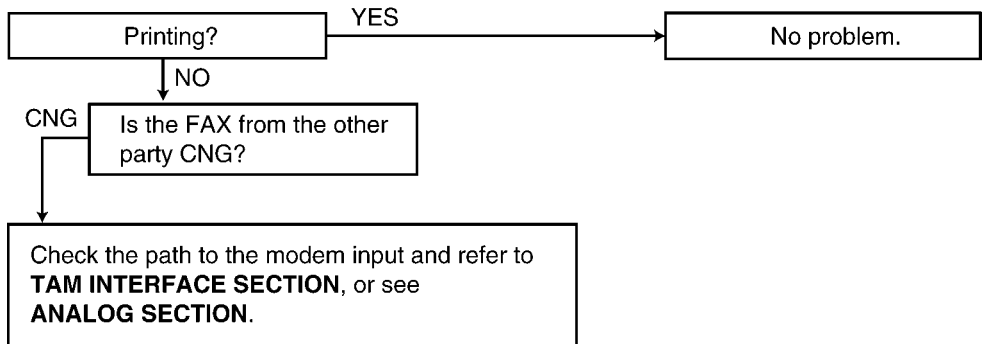 YES
Printing?
No problem.
NO
CNG
Is the FAX from the other
party CNG?
Check the path to the modem input and refer to
TAM INTERFACE SECTION, or see
ANALOG SECTION.